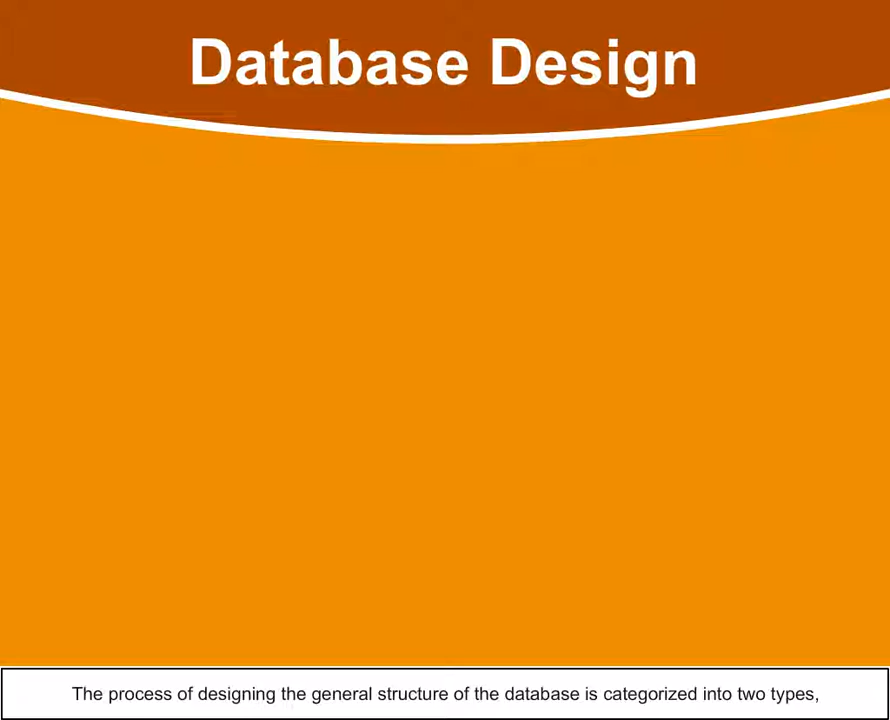 Database Design
The process of designing the general structure of the database is categorized into two types,